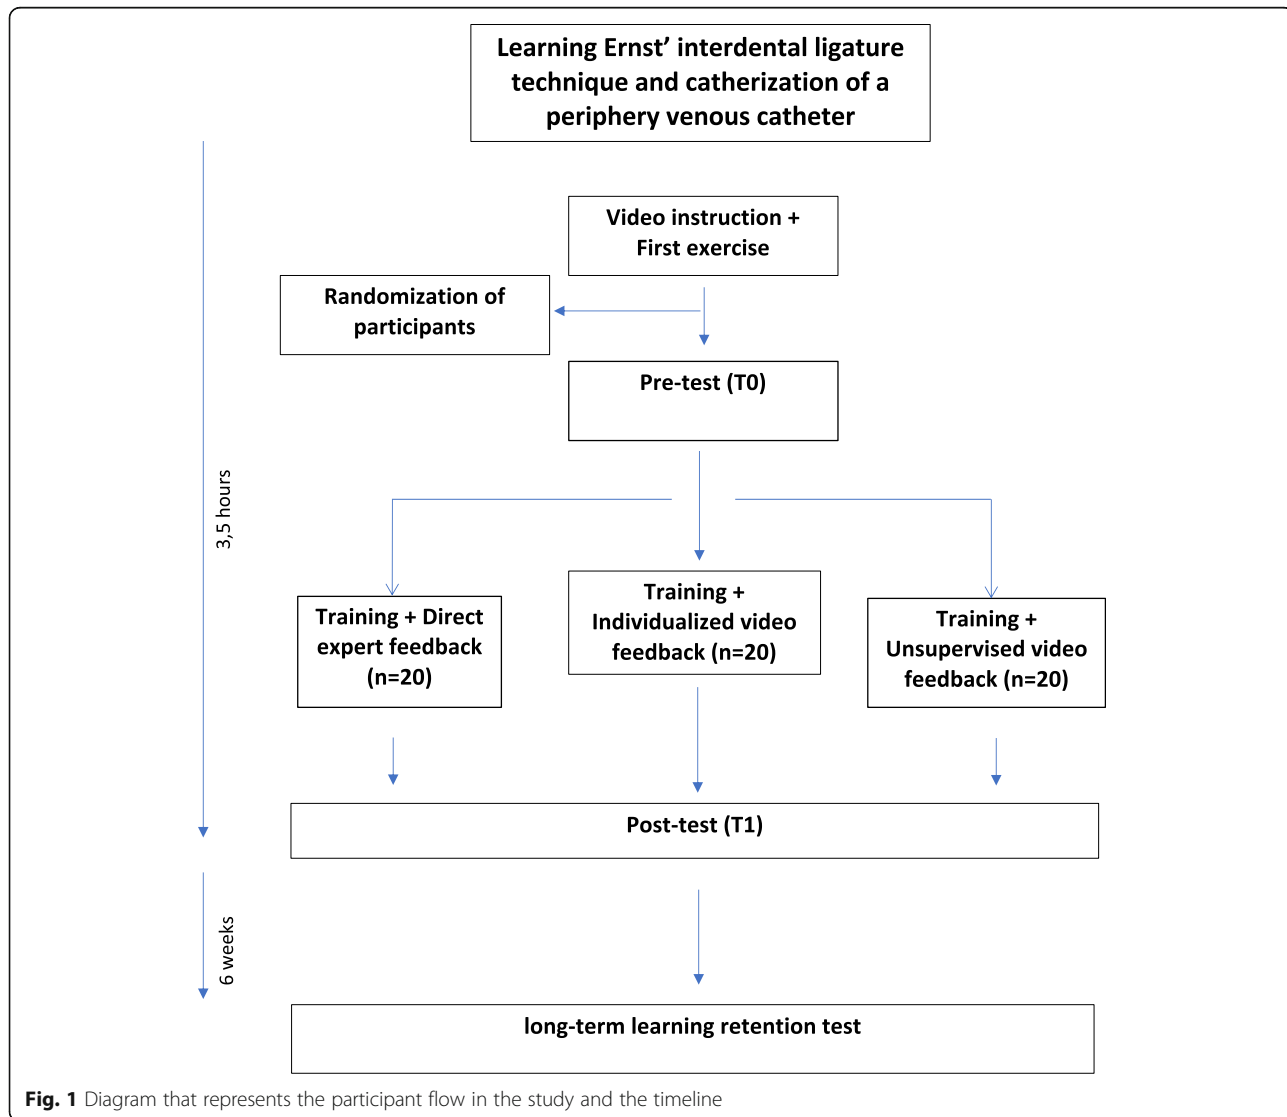 Learning Ernst’ interdental ligature
technique and catherization of a
periphery venous catheter
Video instruction +
First exercise
Randomization of
participants
Pre-test (T0)
3,5 hours
Training + Direct
expert feedback
(n=20)
Training +
Individualized video
feedback (n=20)
Training +
Unsupervised video
feedback (n=20)
Post-test (T1)
6 weeks
long-term learning retention test
Fig. 1 Diagram that represents the participant flow in the study and the timeline